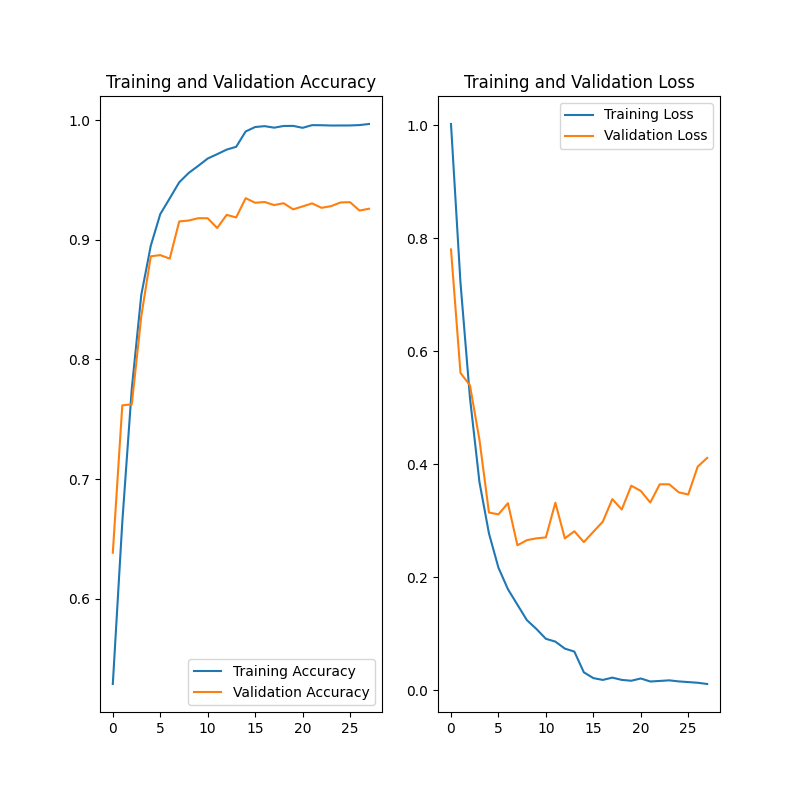 Training and Validation Accuracy
1.0
0.9
0.8
0.7
0.6
0 5 10 15 20 25
Training Accuracy
Validation Accuracy
Training and Validation Loss
1.0
0.8
0.6
0.4
0.2
0.0
0 5 10 15 20 25
Training Loss
Validation Loss